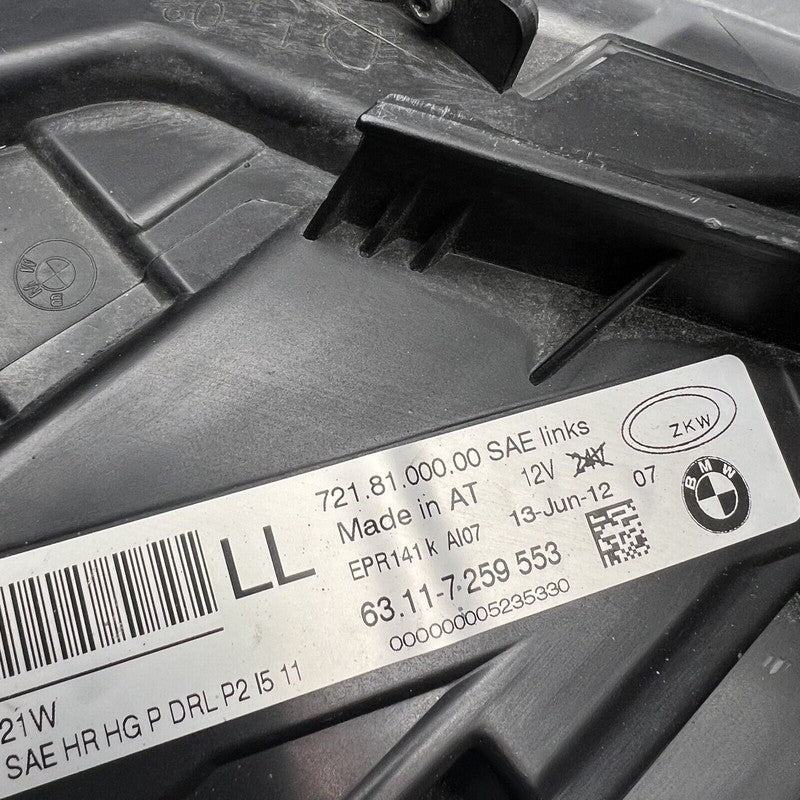 BMW
LL
721.81.000.00 SAE links
ZKW
Made in AT
12V 24V
EPR141 k AI07
13-Jun-12 07
BMW
63.11-7 259 553
000000005235330
21W
SAE HR HG P DRL P2 I5 11